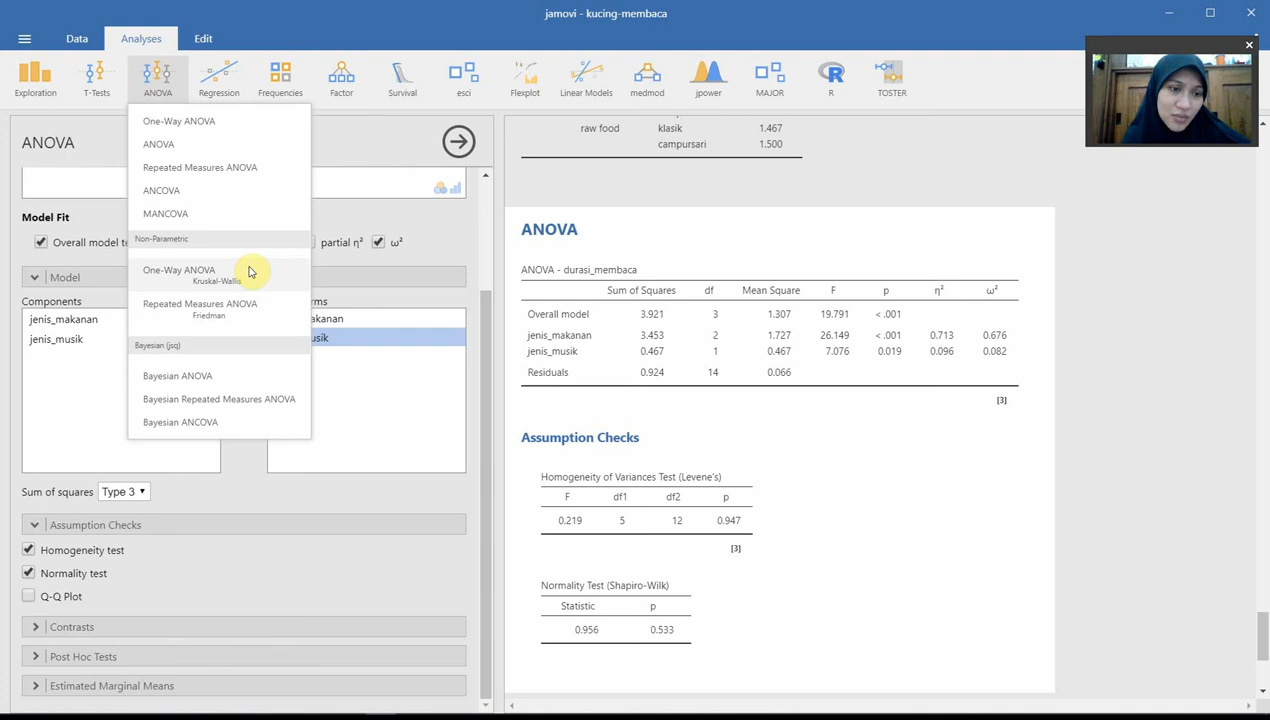 jamovi - kucing-membaca
Data Analyses Edit
Exploration T-Tests ANOVA Regression Frequencies Factor Survival esci Flexplot Linear Models medmod jpower MAJOR R TOSTER
ANOVA
One-Way ANOVA
ANOVA
Repeated Measures ANOVA
ANCOVA
MANCOVA
Non-Parametric
One-Way ANOVA
Kruskal-Wallis
Repeated Measures ANOVA
Friedman
Bayesian (jsq)
Bayesian ANOVA
Bayesian Repeated Measures ANOVA
Bayesian ANCOVA
Model Fit
Overall model te
partial η² ω²
Model
Components
jenis_makanan
jenis_musik
rms
akanan
usik
Sum of squares Type 3
Assumption Checks
Homogeneity test
Normality test
Q-Q Plot
Contrasts
Post Hoc Tests
Estimated Marginal Means
raw food klasik 1.467
campursari 1.500
ANOVA
ANOVA - durasi_membaca
Sum of Squares df Mean Square F p η² ω²
Overall model 3.921 3 1.307 19.791 < .001
jenis_makanan 3.453 2 1.727 26.149 < .001 0.713 0.676
jenis_musik 0.467 1 0.467 7.076 0.019 0.096 0.082
Residuals 0.924 14 0.066
[3]
Assumption Checks
Homogeneity of Variances Test (Levene's)
F df1 df2 p
0.219 5 12 0.947
[3]
Normality Test (Shapiro-Wilk)
Statistic p
0.956 0.533